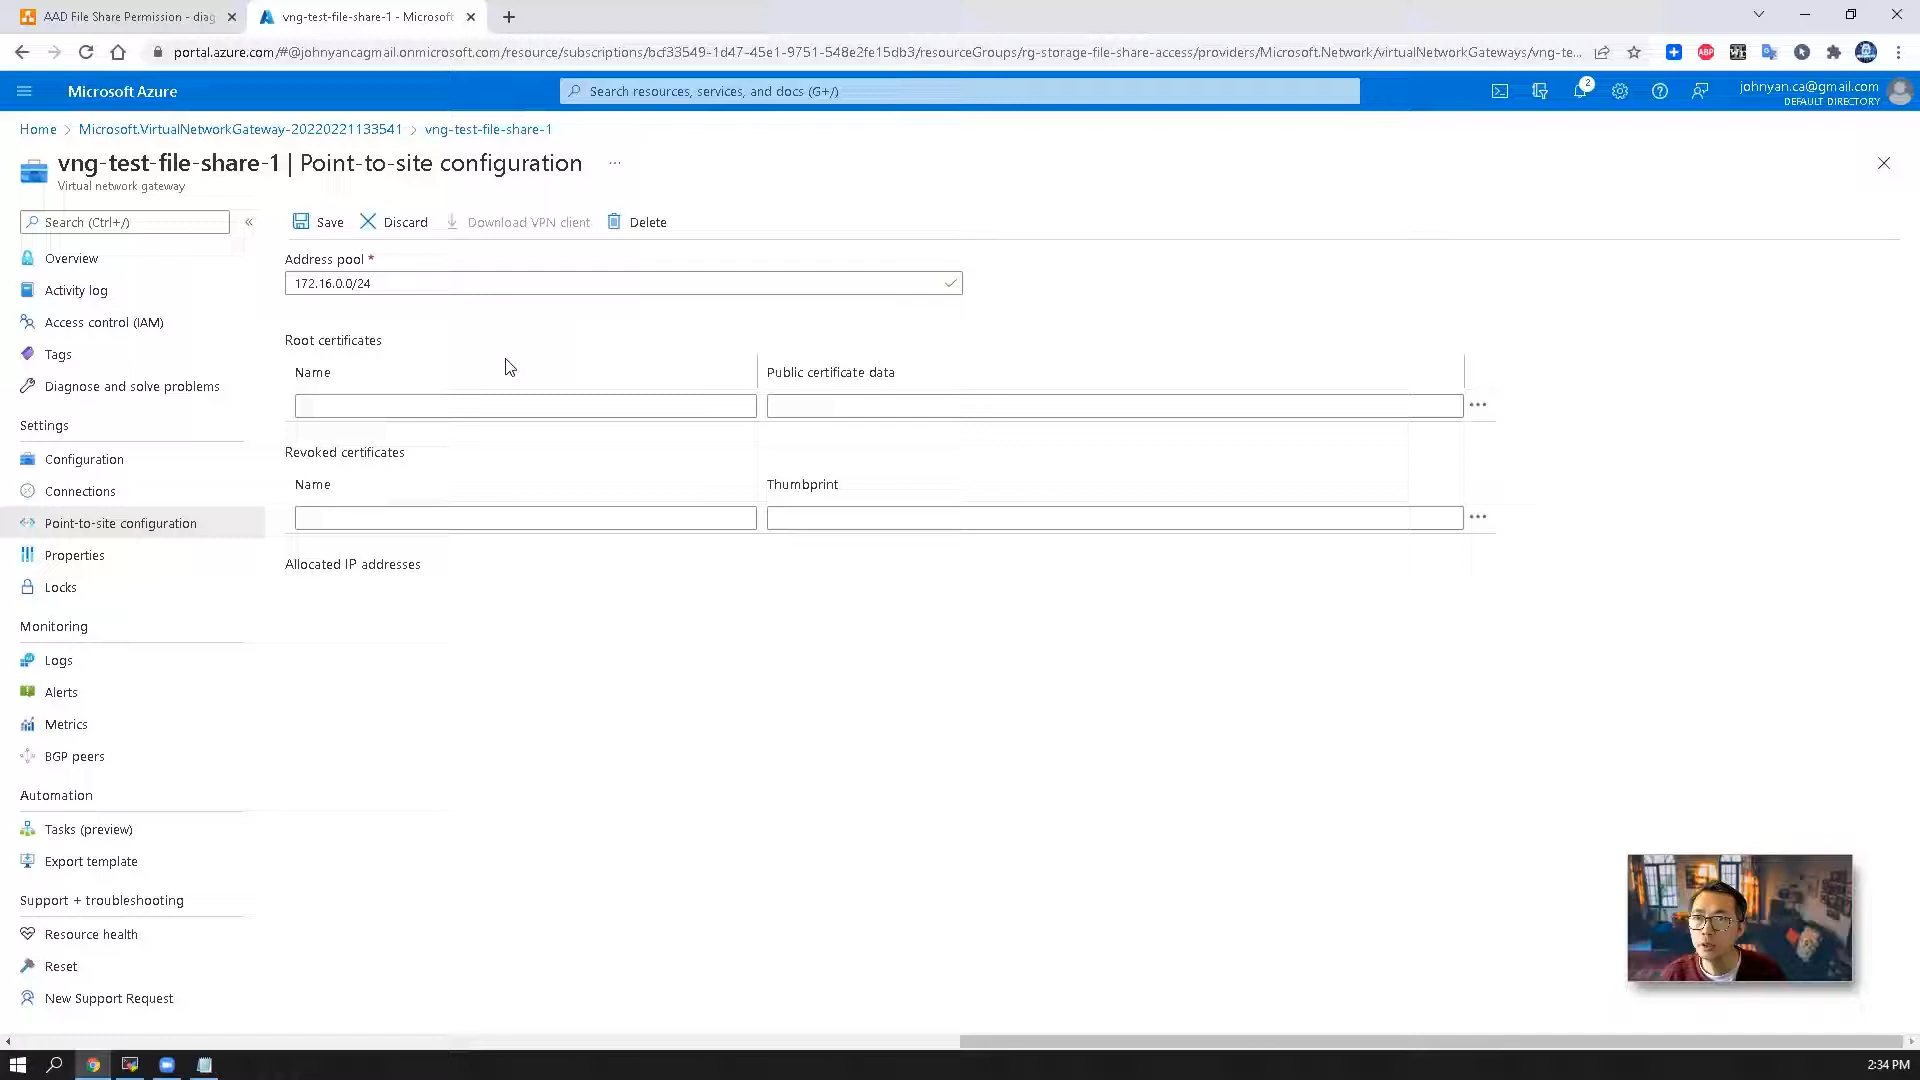 AAD File Share Permission - diag
vng-test-file-share-1 - Microsoft
portal.azure.com/#@johnyancagmail.onmicrosoft.com/resource/subscriptions/bcf33549-1d47-45e1-9751-548e2fe15db3/resourceGroups/rg-storage-file-share-access/providers/Microsoft.Network/virtualNetworkGateways/vng-te...
ABP
Microsoft Azure
Search resources, services, and docs (G+/)
2
johnyan.ca@gmail.com
DEFAULT DIRECTORY
Home > Microsoft.VirtualNetworkGateway-20220221133541 > vng-test-file-share-1
vng-test-file-share-1 | Point-to-site configuration ...
Virtual network gateway
Search (Ctrl+/)
Save
Discard
Download VPN client
Delete
Overview
Activity log
Access control (IAM)
Tags
Diagnose and solve problems
Settings
Configuration
Connections
Point-to-site configuration
Properties
Locks
Monitoring
Logs
Alerts
Metrics
BGP peers
Automation
Tasks (preview)
Export template
Support + troubleshooting
Resource health
Reset
New Support Request
Address pool *
172.16.0.0/24
Root certificates
Name
Public certificate data
Revoked certificates
Name
Thumbprint
Allocated IP addresses
2:34 PM